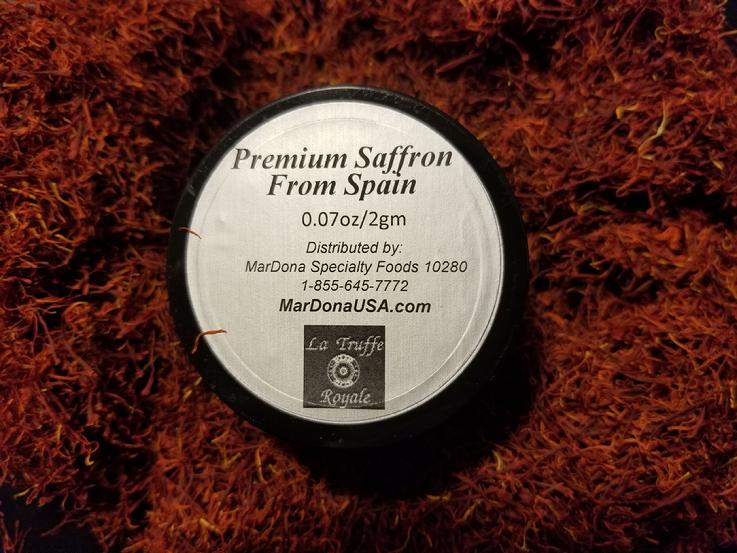 Premium Saffron
From Spain
0.07oz/2gm
Distributed by:
MarDona Specialty Foods 10280
1-855-645-7772
MarDonaUSA.com
La Truffe
Royale